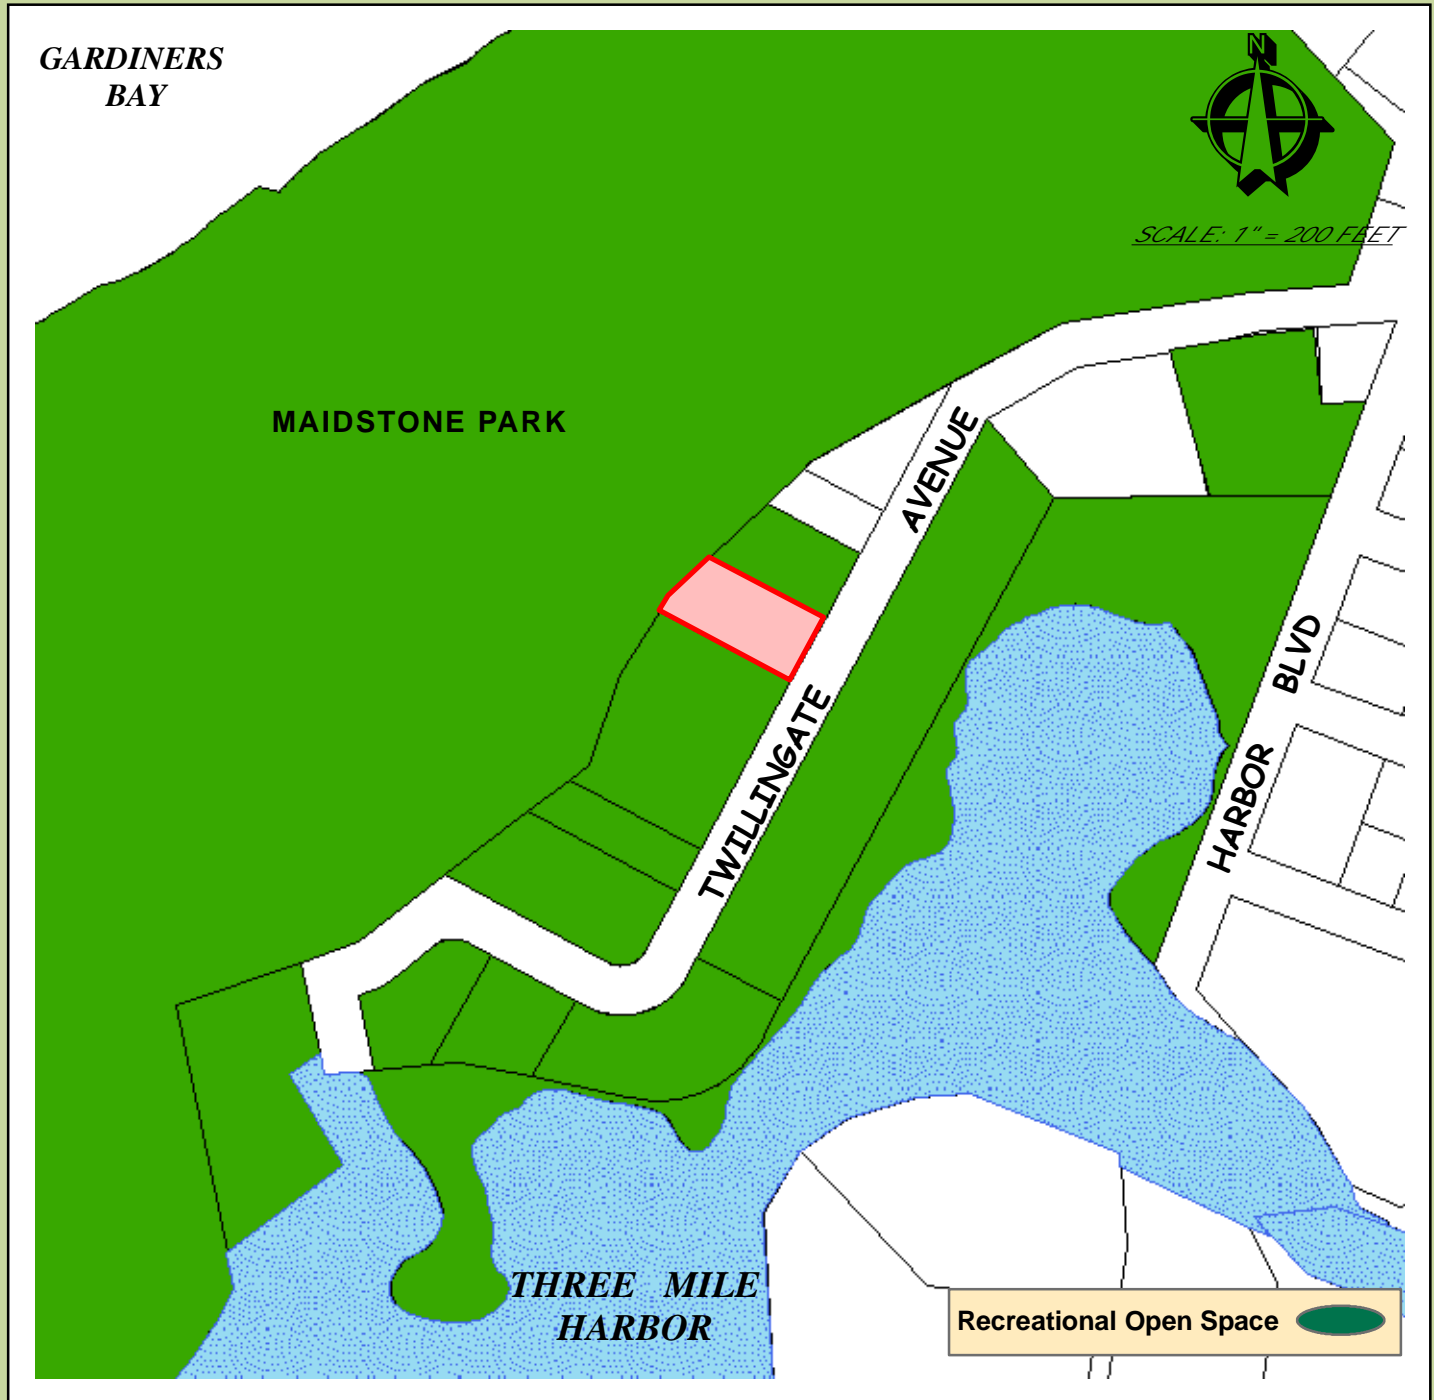 GARDINERS
BAY
N
SCALE: 1" = 200 FEET
MAIDSTONE PARK
AVENUE
TWILLINGATE
BLVD
HARBOR
THREE MILE
HARBOR
Recreational Open Space